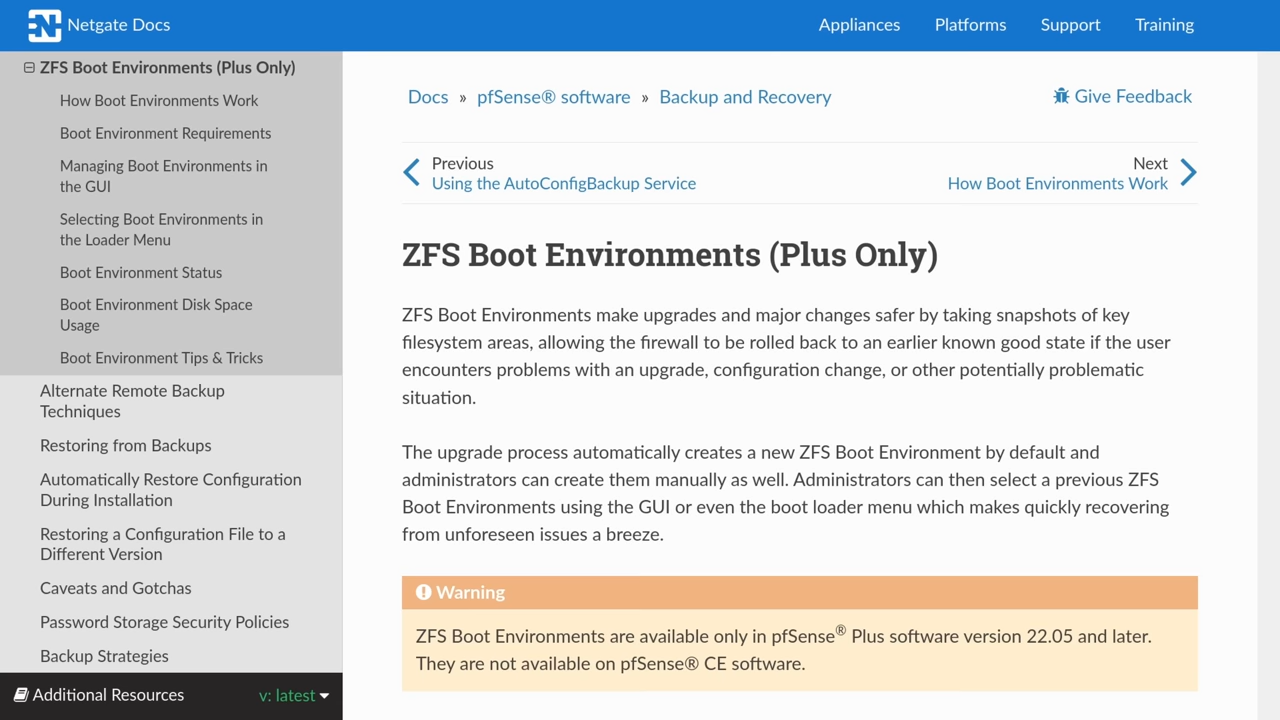 Netgate Docs
Appliances
Platforms
Support
Training
ZFS Boot Environments (Plus Only)
How Boot Environments Work
Boot Environment Requirements
Managing Boot Environments in
the GUI
Selecting Boot Environments in
the Loader Menu
Boot Environment Status
Boot Environment Disk Space
Usage
Boot Environment Tips & Tricks
Alternate Remote Backup
Techniques
Restoring from Backups
Automatically Restore Configuration
During Installation
Restoring a Configuration File to a
Different Version
Caveats and Gotchas
Password Storage Security Policies
Backup Strategies
Additional Resources
v: latest
Docs » pfSense® software » Backup and Recovery
Give Feedback
Previous
Using the AutoConfigBackup Service
Next
How Boot Environments Work
ZFS Boot Environments (Plus Only)
ZFS Boot Environments make upgrades and major changes safer by taking snapshots of key
filesystem areas, allowing the firewall to be rolled back to an earlier known good state if the user
encounters problems with an upgrade, configuration change, or other potentially problematic
situation.
The upgrade process automatically creates a new ZFS Boot Environment by default and
administrators can create them manually as well. Administrators can then select a previous ZFS
Boot Environments using the GUI or even the boot loader menu which makes quickly recovering
from unforeseen issues a breeze.
Warning
ZFS Boot Environments are available only in pfSense® Plus software version 22.05 and later.
They are not available on pfSense® CE software.